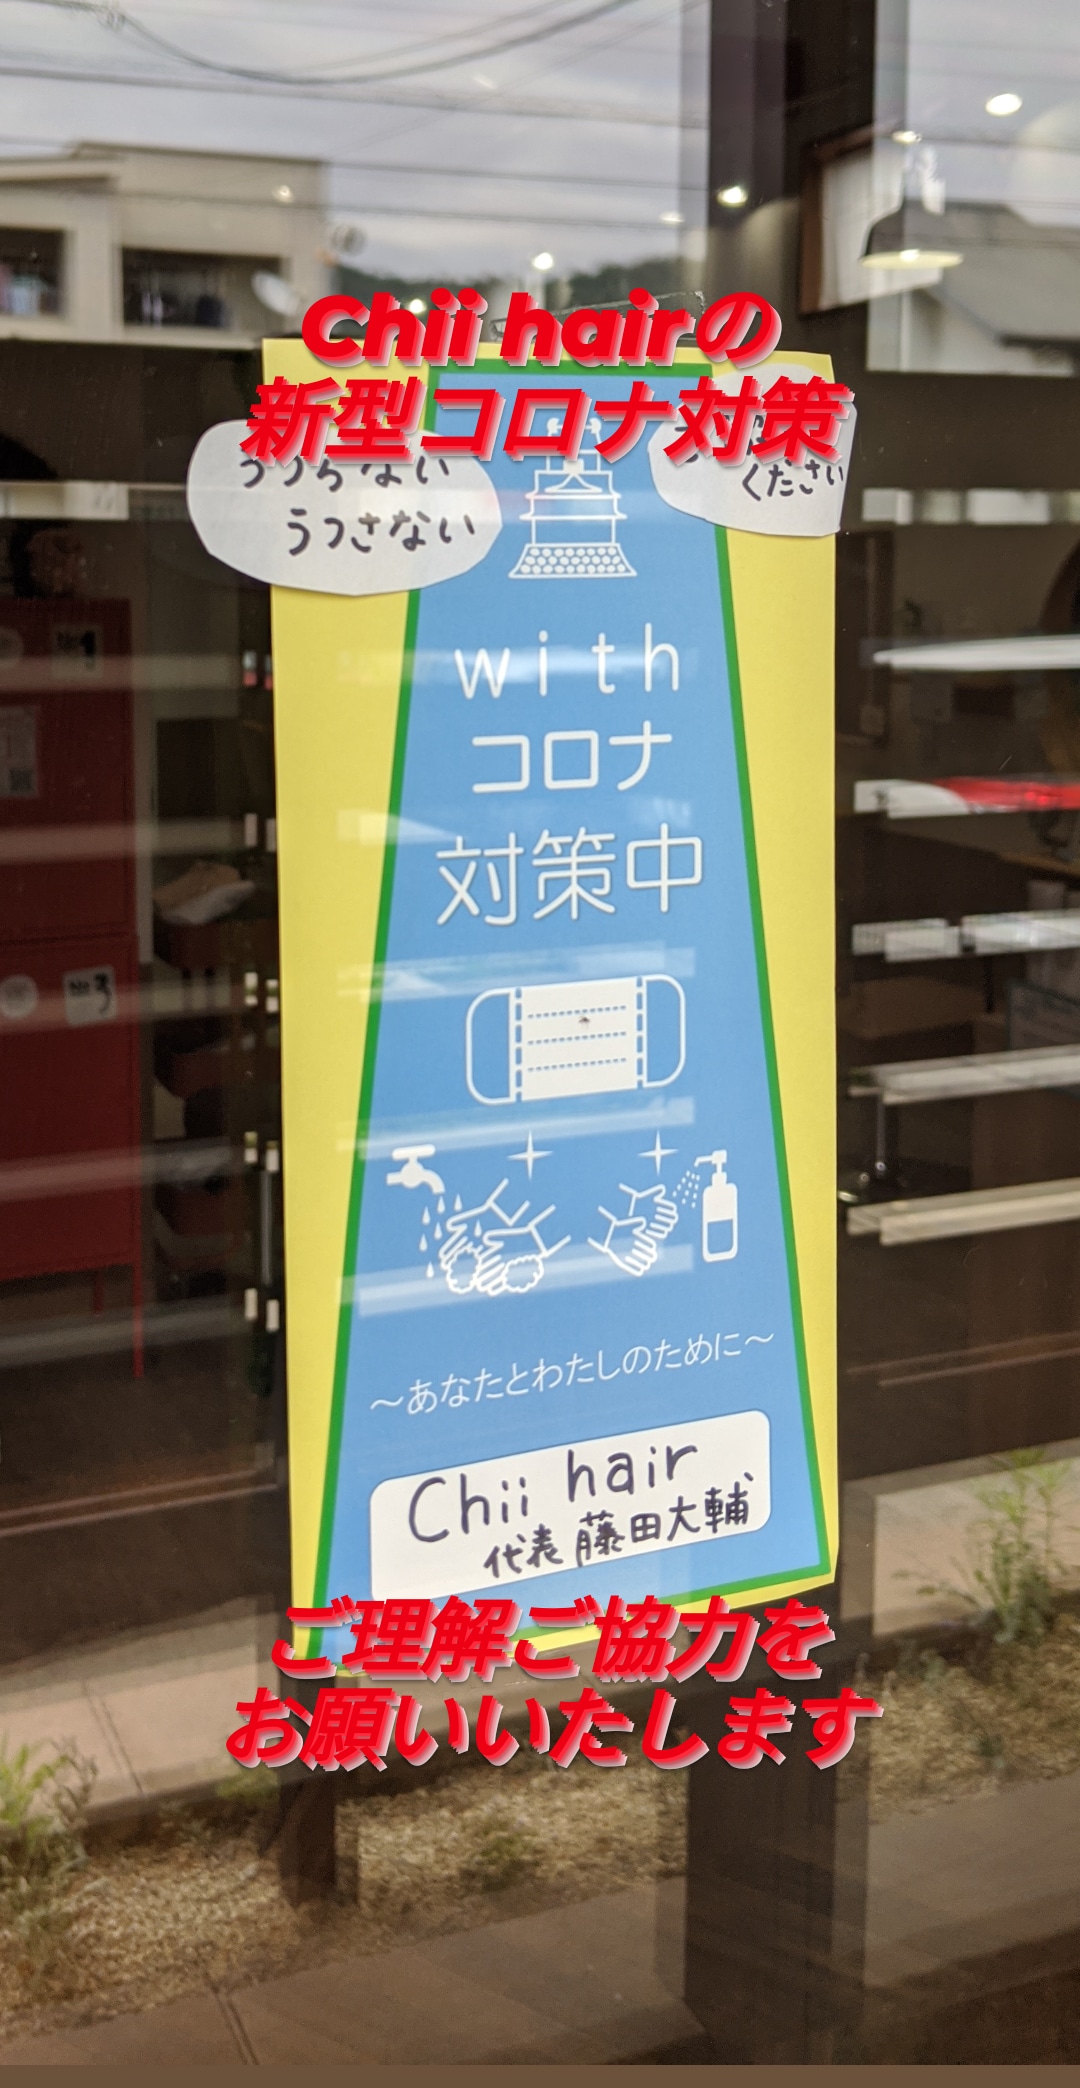 Chii hairの
新型コロナ対策
うつらない
うつさない
ください
with
コロナ
対策中
～あなたとわたしのために～
Chii hair
代表 藤田大輔
ご理解ご協力を
お願いいたします
No 3